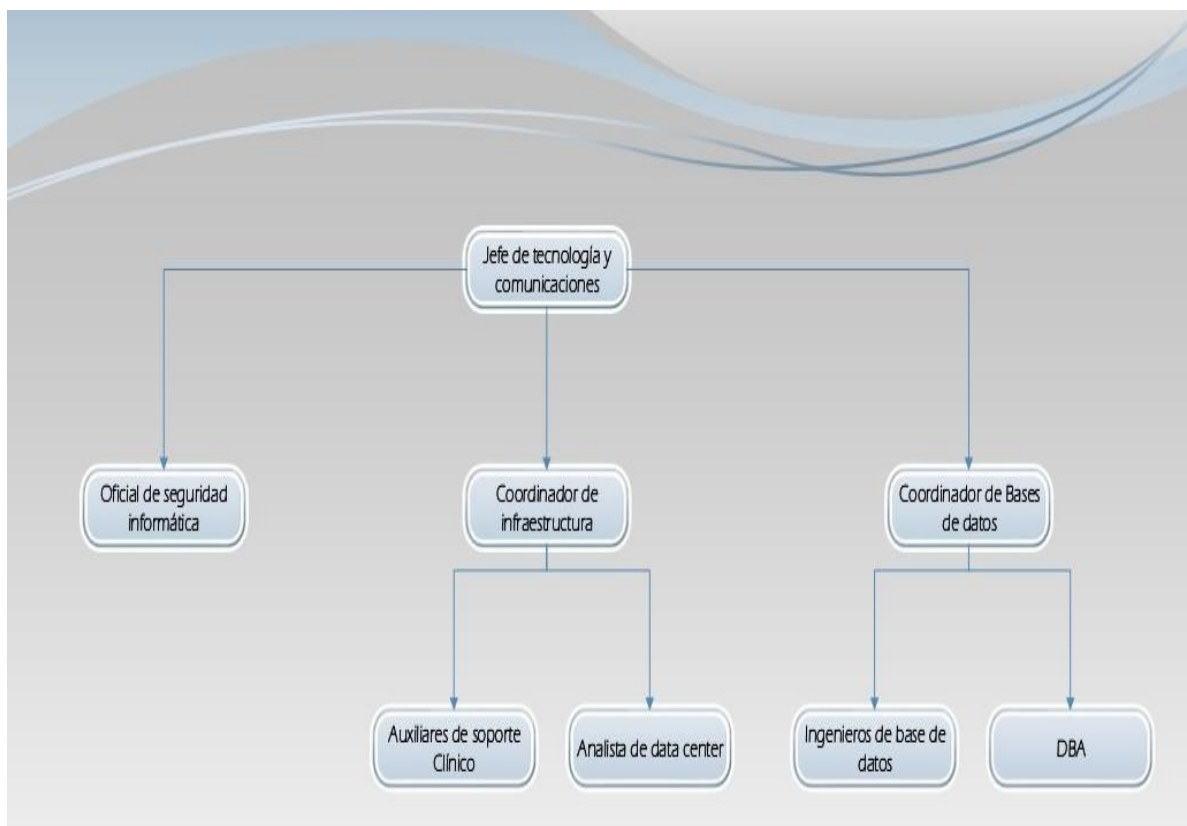 Jefe de tecnología y
comunicaciones
Oficial de seguridad
informática
Coordinador de
infraestructura
Coordinador de Bases
de datos
Auxiliares de soporte
Clínico
Analista de data center
Ingenieros de base de
datos
DBA